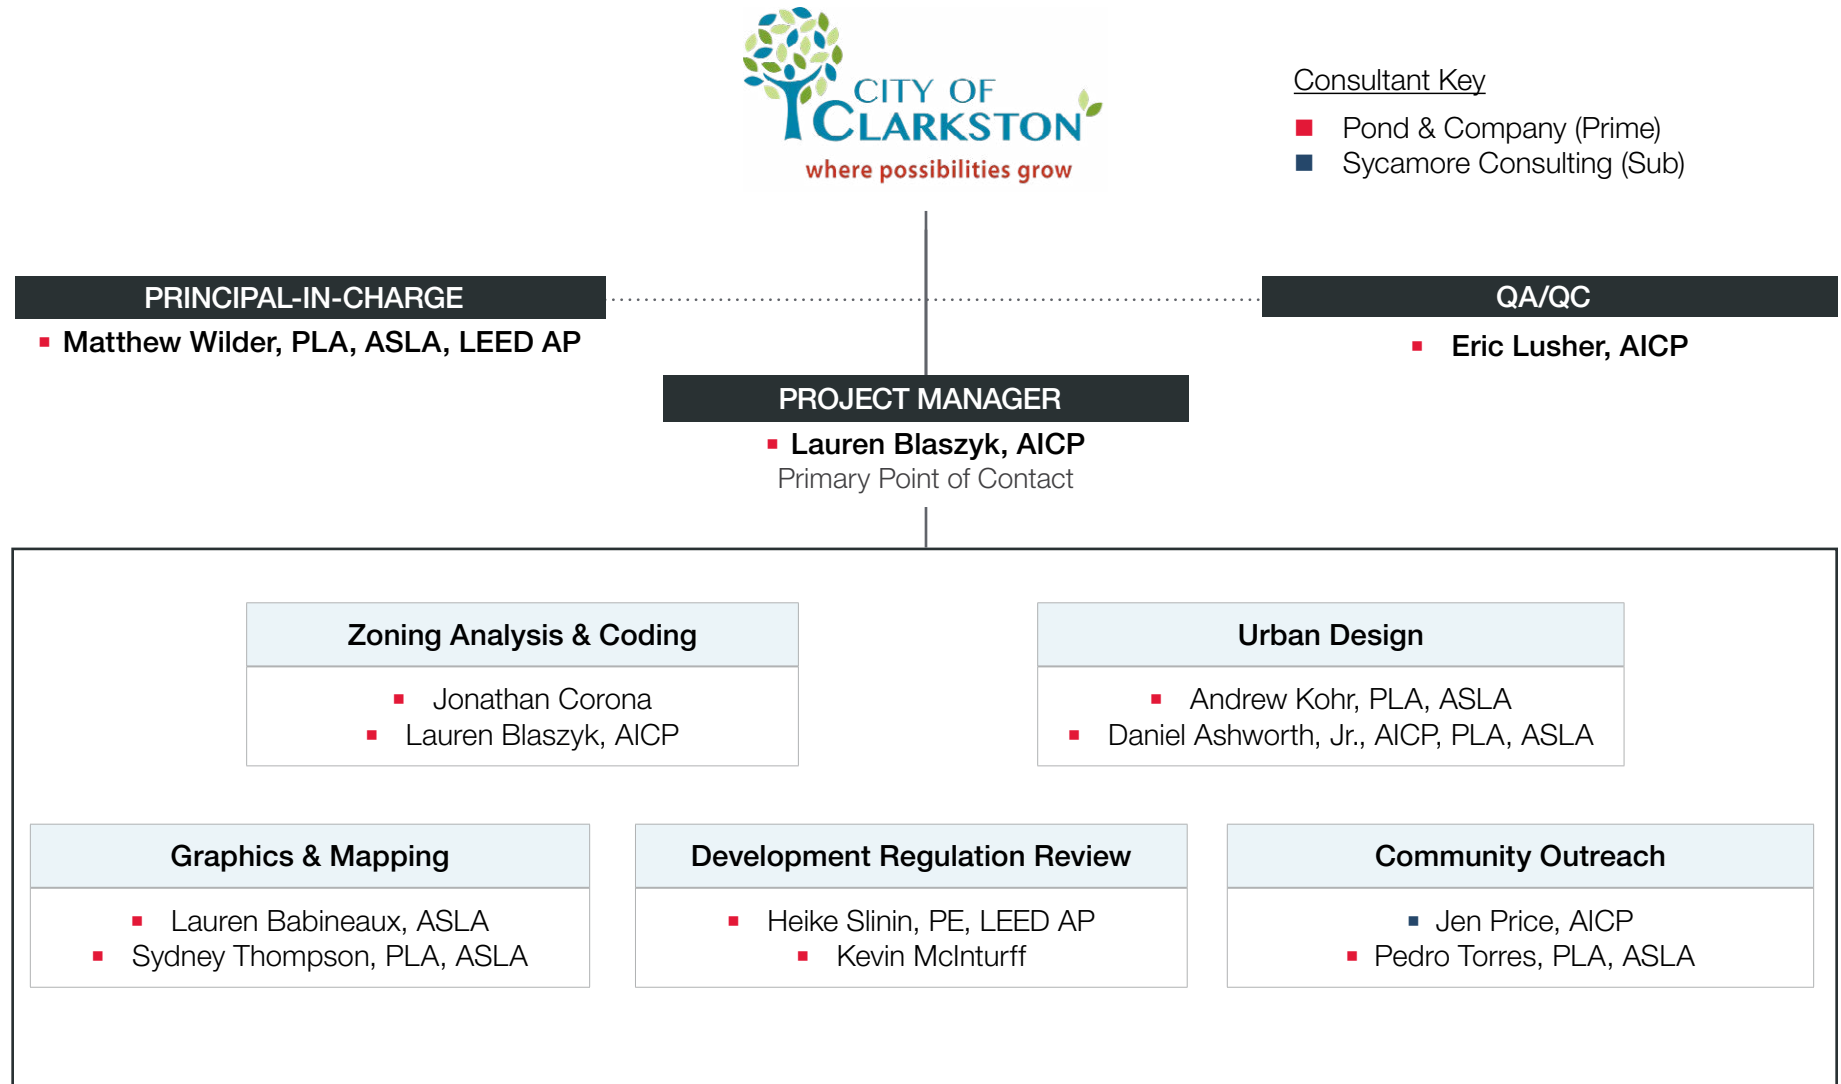 CITY OF
CLARKSTON
where possibilities grow
Consultant Key
Pond & Company (Prime)
Sycamore Consulting (Sub)
PRINCIPAL-IN-CHARGE
Matthew Wilder, PLA, ASLA, LEED AP
QA/QC
Eric Lusher, AICP
PROJECT MANAGER
Lauren Blaszyk, AICP
Primary Point of Contact
Zoning Analysis & Coding
Jonathan Corona
Lauren Blaszyk, AICP
Urban Design
Andrew Kohr, PLA, ASLA
Daniel Ashworth, Jr., AICP, PLA, ASLA
Graphics & Mapping
Lauren Babineaux, ASLA
Sydney Thompson, PLA, ASLA
Development Regulation Review
Heike Slinin, PE, LEED AP
Kevin McInturff
Community Outreach
Jen Price, AICP
Pedro Torres, PLA, ASLA